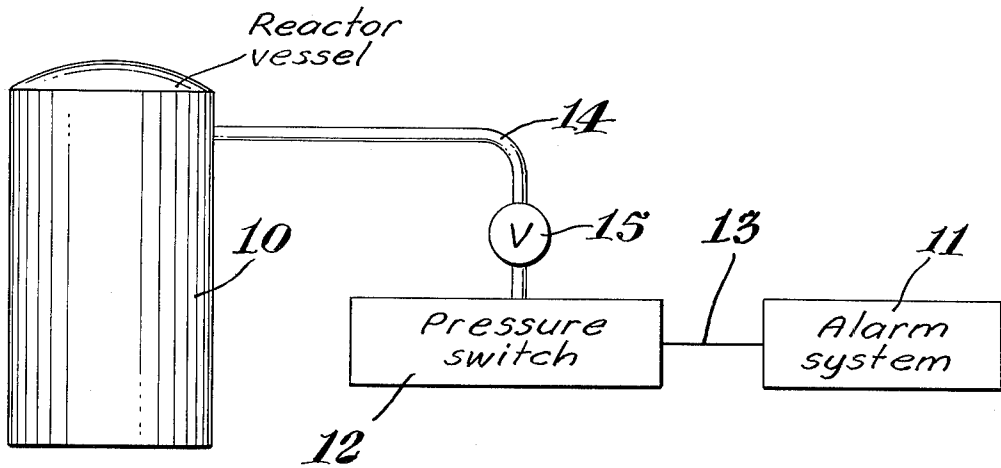 Reactor
vessel
14
10
V
15
13
11
Pressure
switch
Alarm
system
12